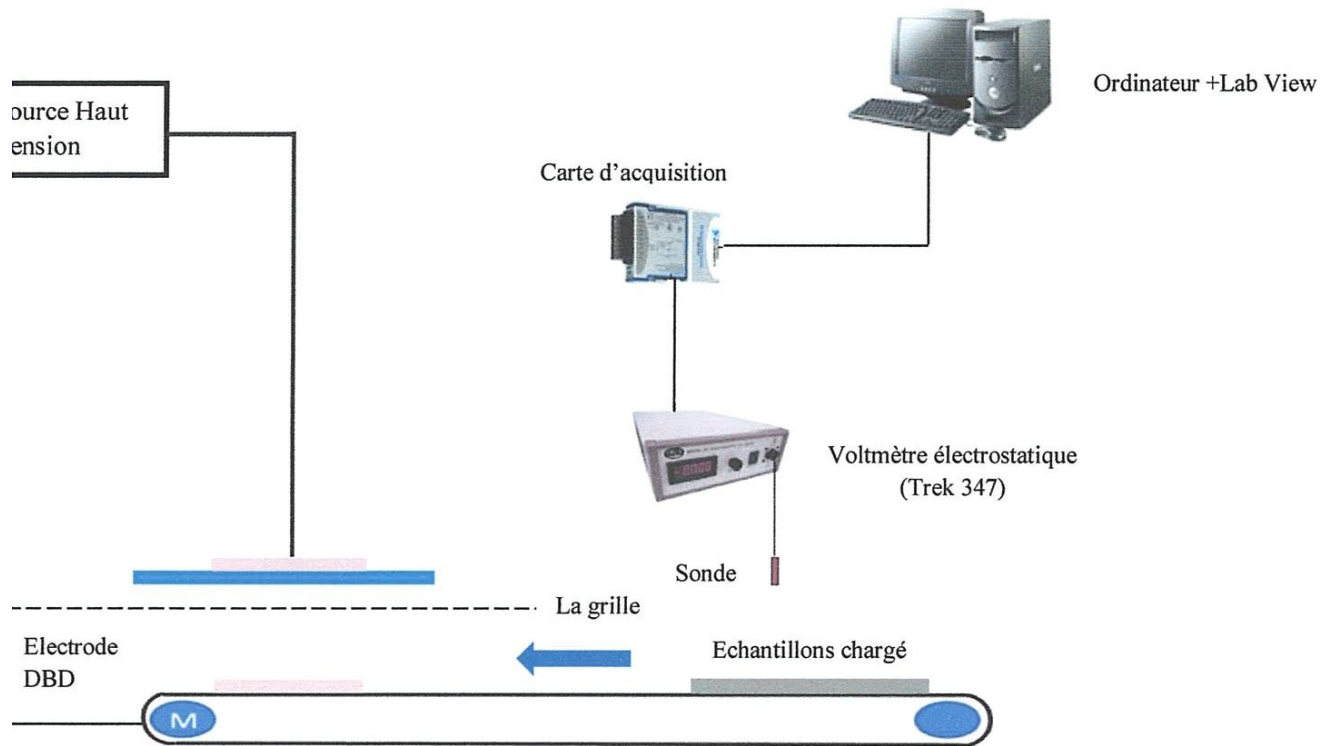 Ordinateur +Lab View
ource Haut
ension
Carte d'acquisition
Voltmètre électrostatique
(Trek 347)
Sonde
La grille
Electrode
DBD
Echantillons chargé
M